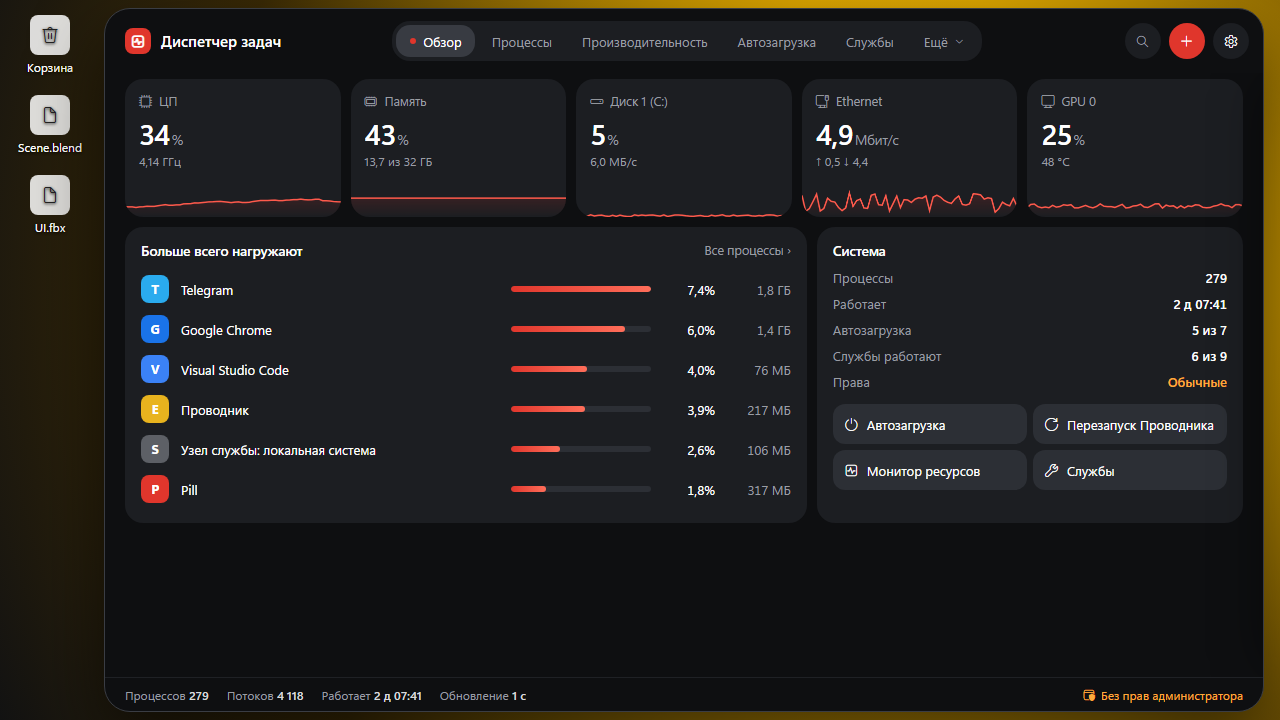 Корзина
Scene.blend
UI.fbx
Диспетчер задач
Обзор
Процессы
Производительность
Автозагрузка
Службы
Ещё
ЦП
34%
4,14 ГГц
Память
43%
13,7 из 32 ГБ
Диск 1 (C:)
5%
6,0 МБ/с
Ethernet
4,9 Мбит/с
↑ 0,5 ↓ 4,4
GPU 0
25%
48 °C
Больше всего нагружают
Все процессы ›
T Telegram 7,4% 1,8 ГБ
G Google Chrome 6,0% 1,4 ГБ
V Visual Studio Code 4,0% 76 МБ
E Проводник 3,9% 217 МБ
S Узел службы: локальная система 2,6% 106 МБ
P Pill 1,8% 317 МБ
Система
Процессы 279
Работает 2 д 07:41
Автозагрузка 5 из 7
Службы работают 6 из 9
Права Обычные
Автозагрузка
Перезапуск Проводника
Монитор ресурсов
Службы
Процессов 279 Потоков 4 118 Работает 2 д 07:41 Обновление 1 с
Без прав администратора